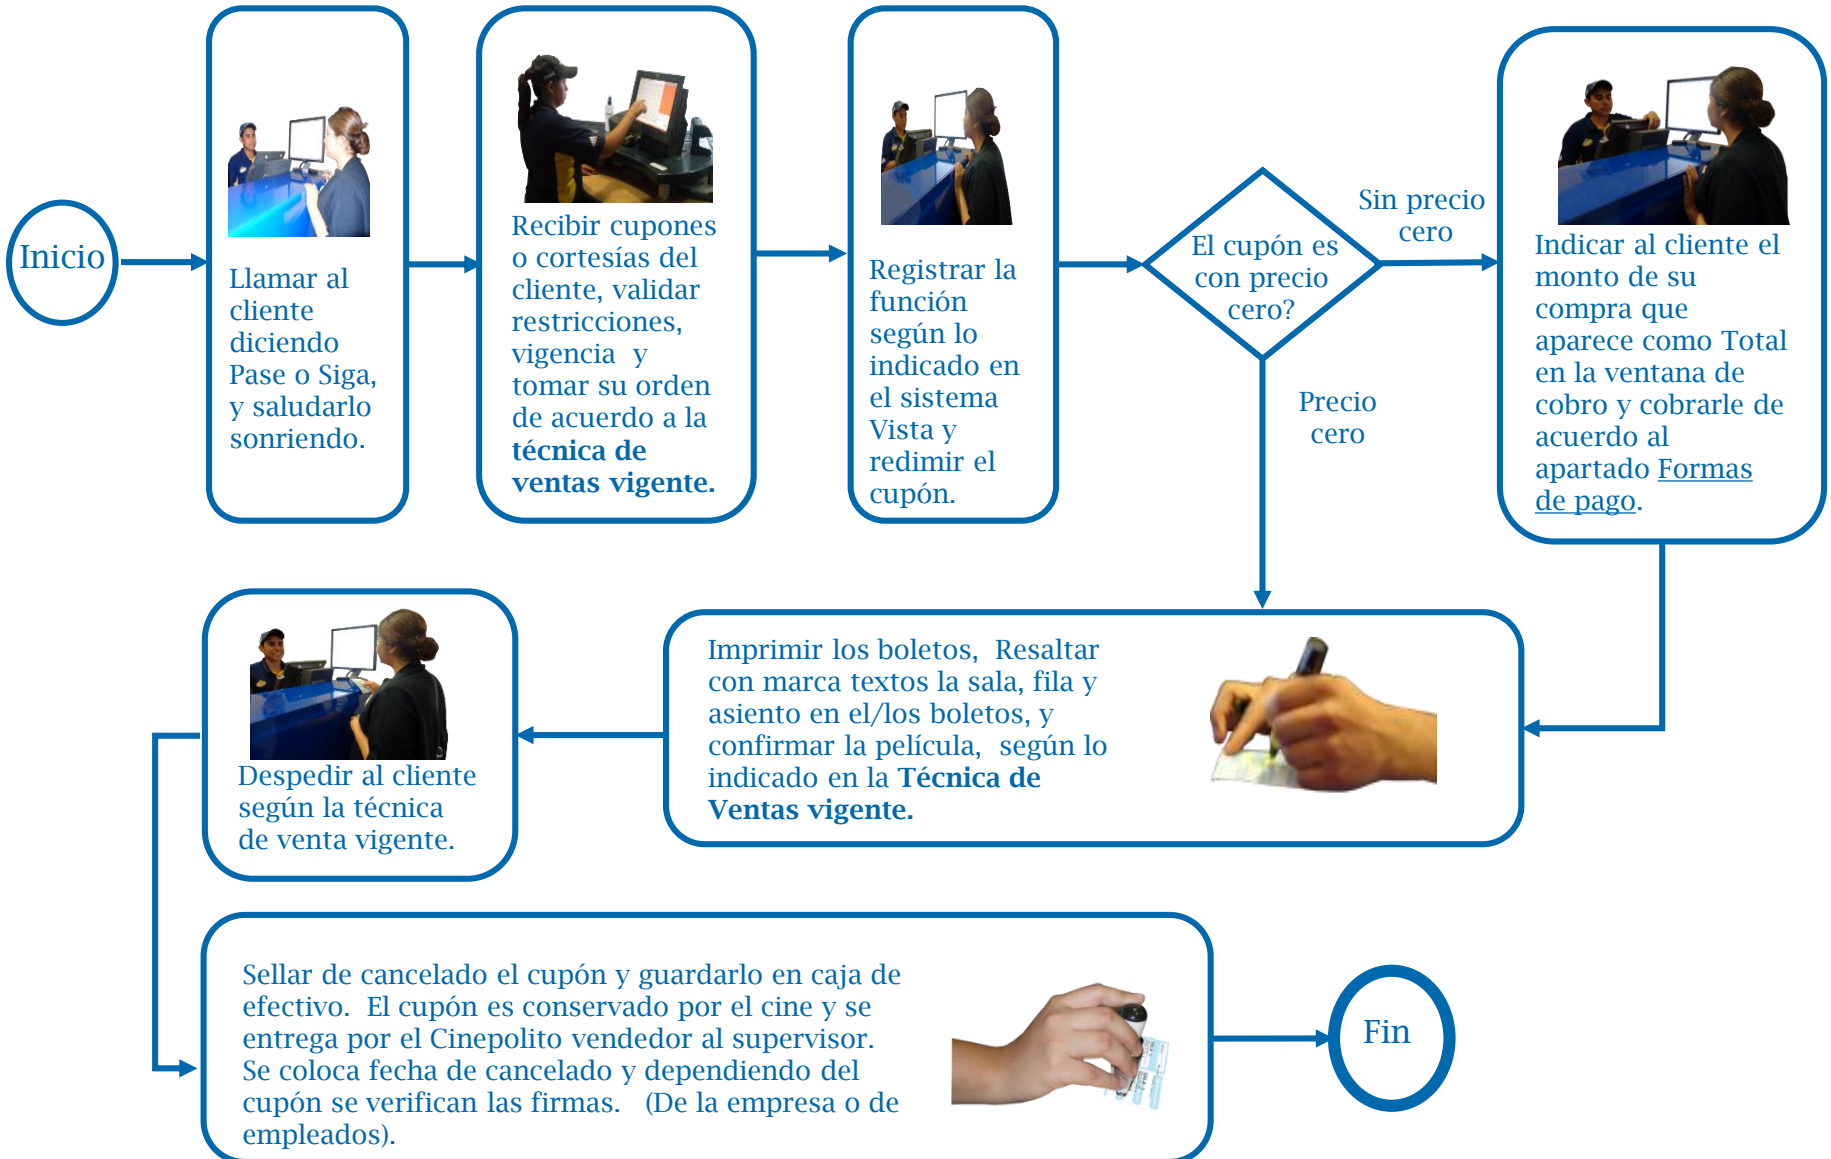 Inicio
Llamar al
cliente
diciendo
Pase o Siga,
y saludarlo
sonriendo.
Recibir cupones
o cortesías del
cliente, validar
restricciones,
vigencia y
tomar su orden
de acuerdo a la
técnica de
ventas vigente.
Registrar la
función
según lo
indicado en
el sistema
Vista y
redimir el
cupón.
El cupón es
con precio
cero?
Sin precio
cero
Precio
cero
Indicar al cliente el
monto de su
compra que
aparece como Total
en la ventana de
cobro y cobrarle de
acuerdo al
apartado Formas
de pago.
Imprimir los boletos, Resaltar
con marca textos la sala, fila y
asiento en el/los boletos, y
confirmar la película, según lo
indicado en la Técnica de
Ventas vigente.
Despedir al cliente
según la técnica
de venta vigente.
Sellar de cancelado el cupón y guardarlo en caja de
efectivo. El cupón es conservado por el cine y se
entrega por el Cinepolito vendedor al supervisor.
Se coloca fecha de cancelado y dependiendo del
cupón se verifican las firmas. (De la empresa o de
empleados).
Fin